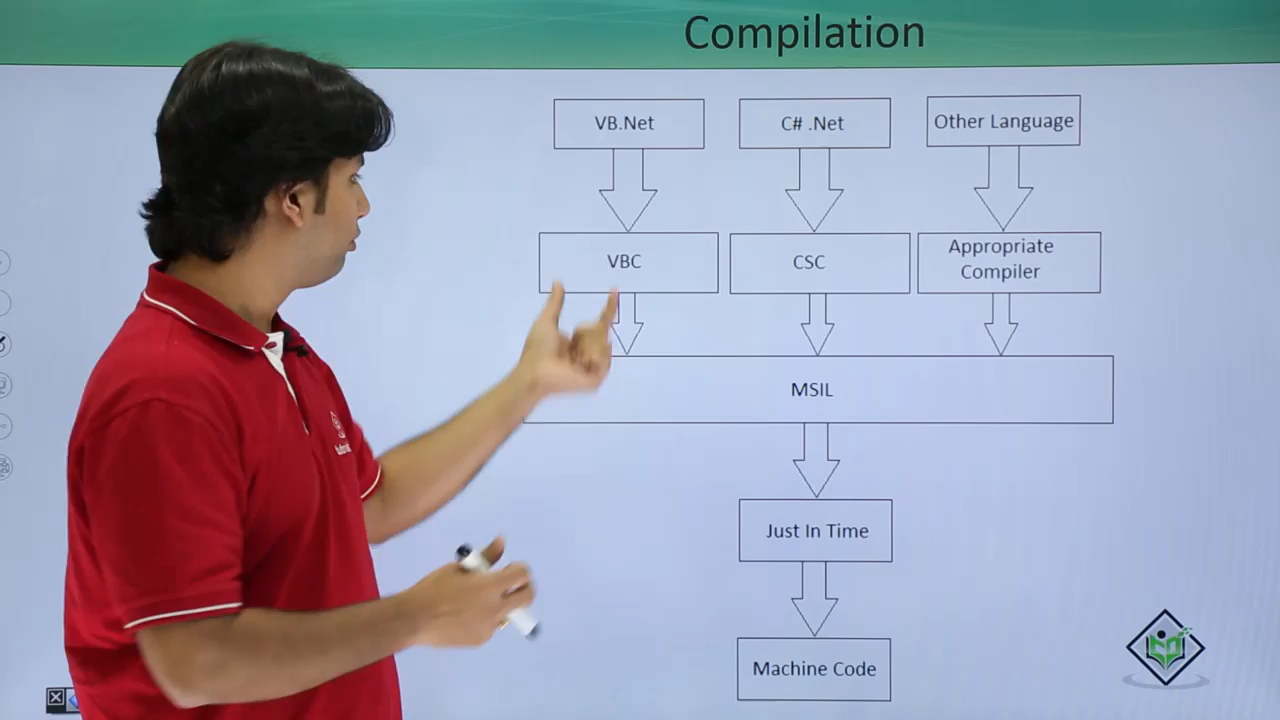 Compilation
VB.Net
C# .Net
Other Language
VBC
CSC
Appropriate
Compiler
MSIL
Just In Time
Machine Code